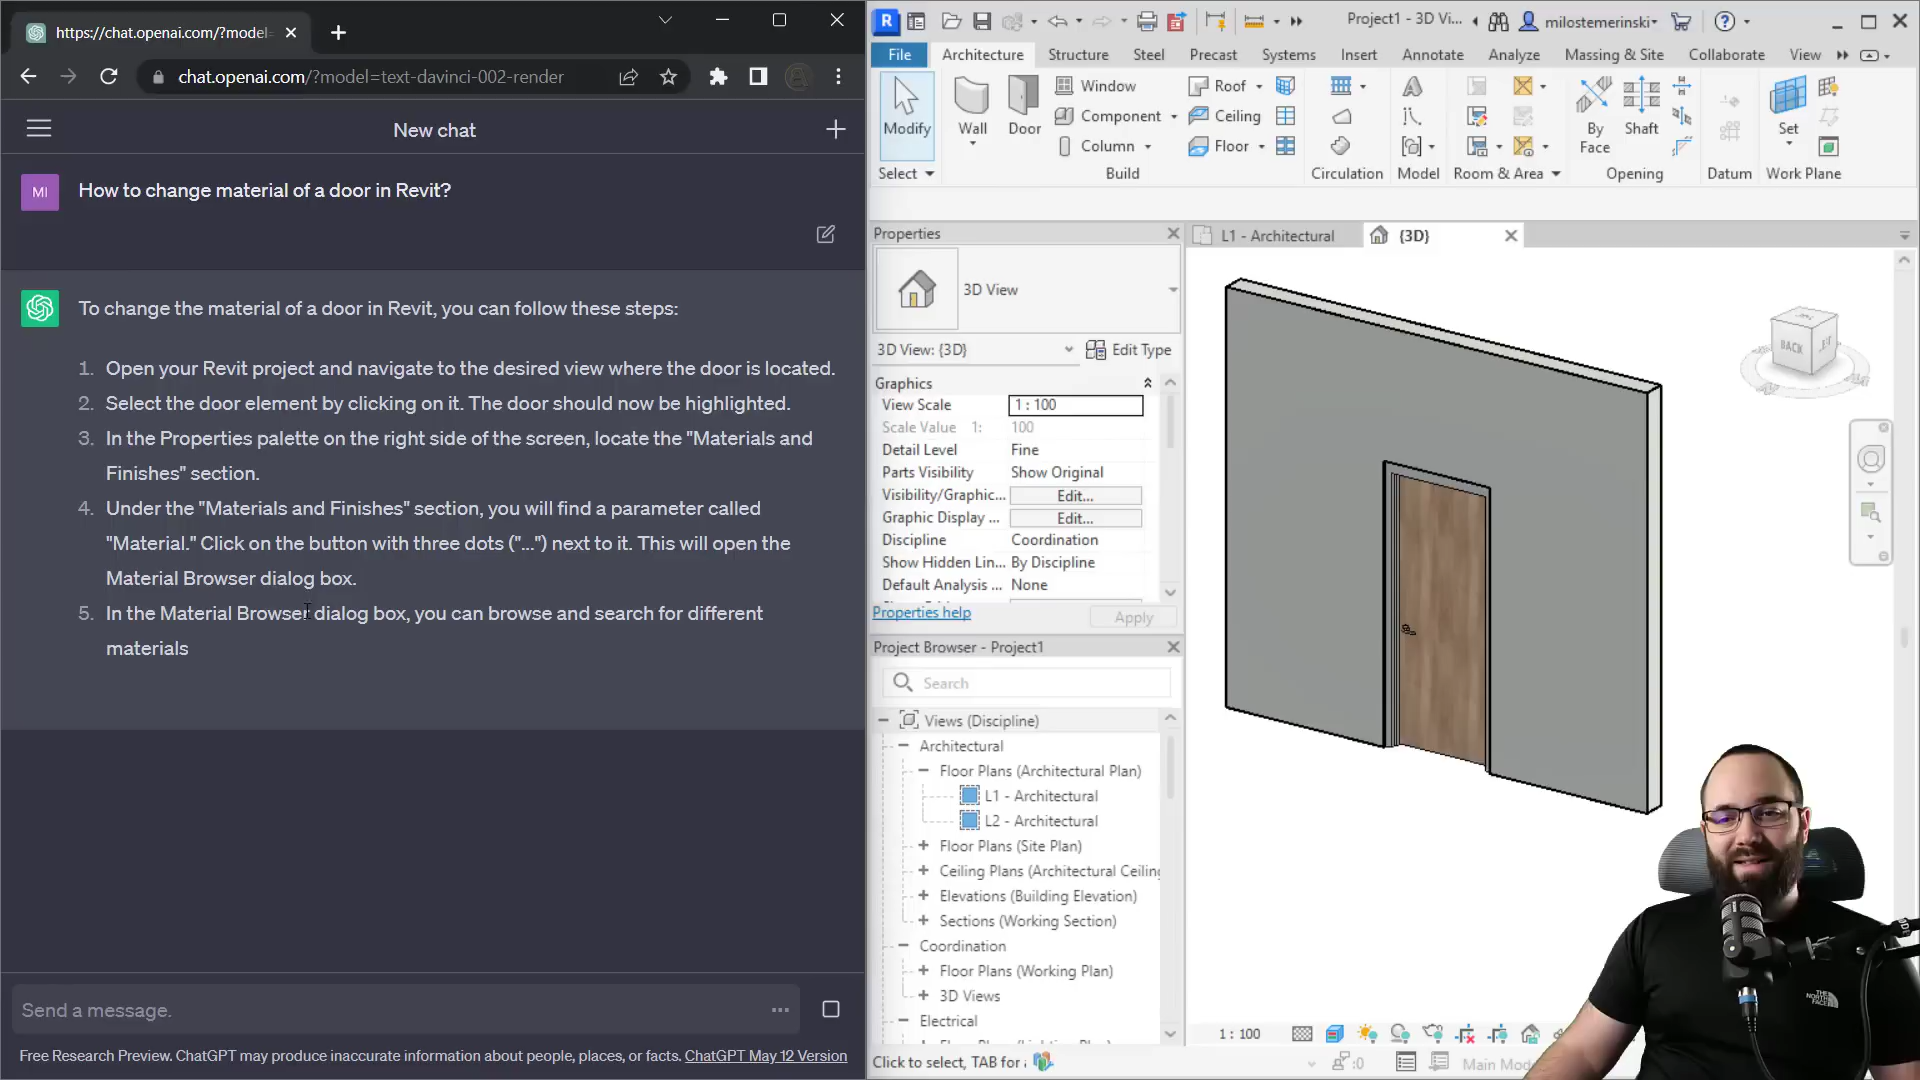 https://chat.openai.com/?model=
chat.openai.com/?model=text-davinci-002-render
New chat
MI
How to change material of a door in Revit?
To change the material of a door in Revit, you can follow these steps:
1. Open your Revit project and navigate to the desired view where the door is located.
2. Select the door element by clicking on it. The door should now be highlighted.
3. In the Properties palette on the right side of the screen, locate the "Materials and
Finishes" section.
4. Under the "Materials and Finishes" section, you will find a parameter called
"Material." Click on the button with three dots ("...") next to it. This will open the
Material Browser dialog box.
5. In the Material Browser dialog box, you can browse and search for different
materials
Send a message.
Free Research Preview. ChatGPT may produce inaccurate information about people, places, or facts. ChatGPT May 12 Version
R
Project1 - 3D Vi...
milostemerinski
File Architecture Structure Steel Precast Systems Insert Annotate Analyze Massing & Site Collaborate View
Modify
Wall
Door
Window
Component
Column
Roof
Ceiling
Floor
By
Face
Shaft
Set
Select
Build
Circulation
Model
Room & Area
Opening
Datum
Work Plane
Properties
L1 - Architectural
{3D}
3D View
3D View: {3D}
Edit Type
Graphics
View Scale 1 : 100
Scale Value 1: 100
Detail Level Fine
Parts Visibility Show Original
Visibility/Graphic... Edit...
Graphic Display ... Edit...
Discipline Coordination
Show Hidden Lin... By Discipline
Default Analysis ... None
Properties help
Apply
BACK
Project Browser - Project1
Search
Views (Discipline)
Architectural
Floor Plans (Architectural Plan)
L1 - Architectural
L2 - Architectural
Floor Plans (Site Plan)
Ceiling Plans (Architectural Ceiling
Elevations (Building Elevation)
Sections (Working Section)
Coordination
Floor Plans (Working Plan)
3D Views
Electrical
1 : 100
Click to select, TAB for a
:0
Main Mod
THE
NORTH
FACE